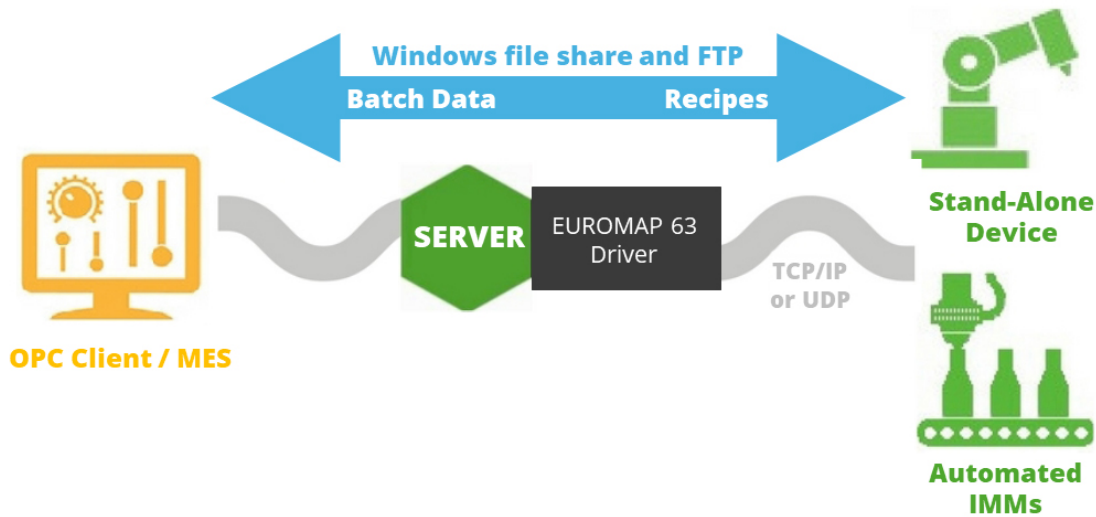 Windows file share and FTP
Batch Data
Recipes
SERVER
EUROMAP 63
Driver
TCP/IP
or UDP
Stand-Alone
Device
OPC Client / MES
Automated
IMMs